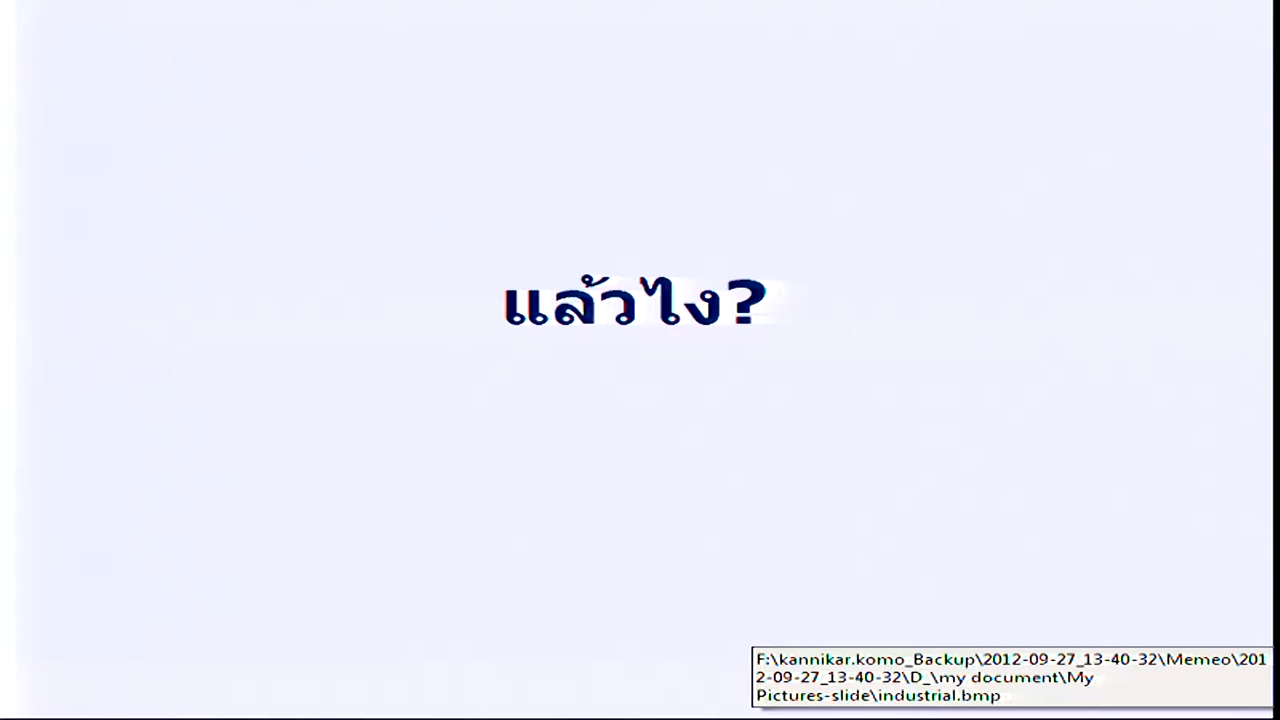 แล้วไง?
F:\kannikar.komo_Backup\2012-09-27_13-40-32\Memeo\201
2-09-27_13-40-32\D_\my document\My
Pictures-slide\industrial.bmp